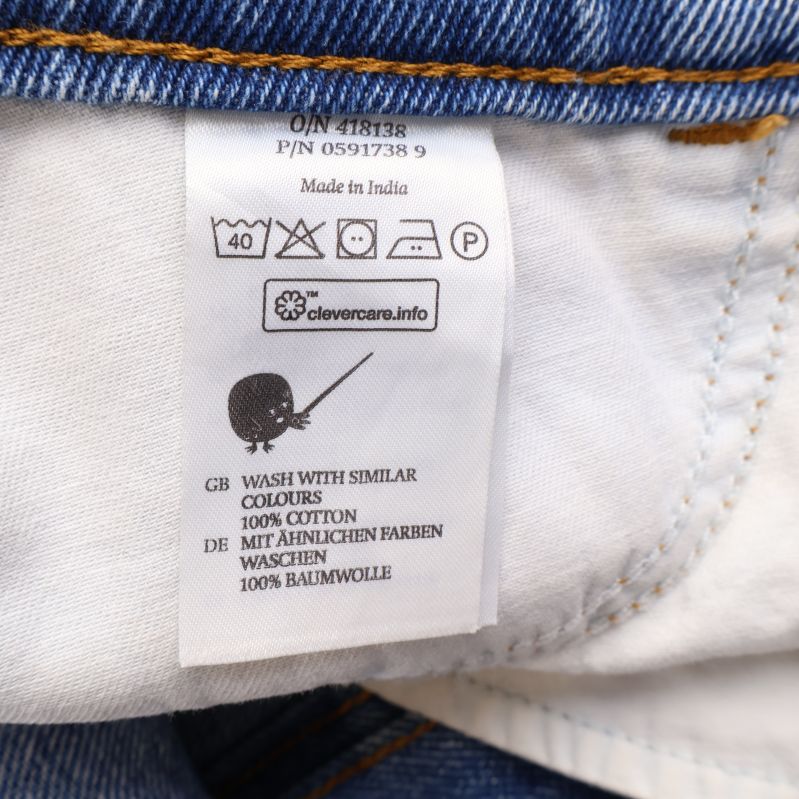 O/N 418138
P/N 0591738 9
Made in India
40 P
™
clevercare.info
GB WASH WITH SIMILAR
COLOURS
100% COTTON
DE MIT ÄHNLICHEN FARBEN
WASCHEN
100% BAUMWOLLE